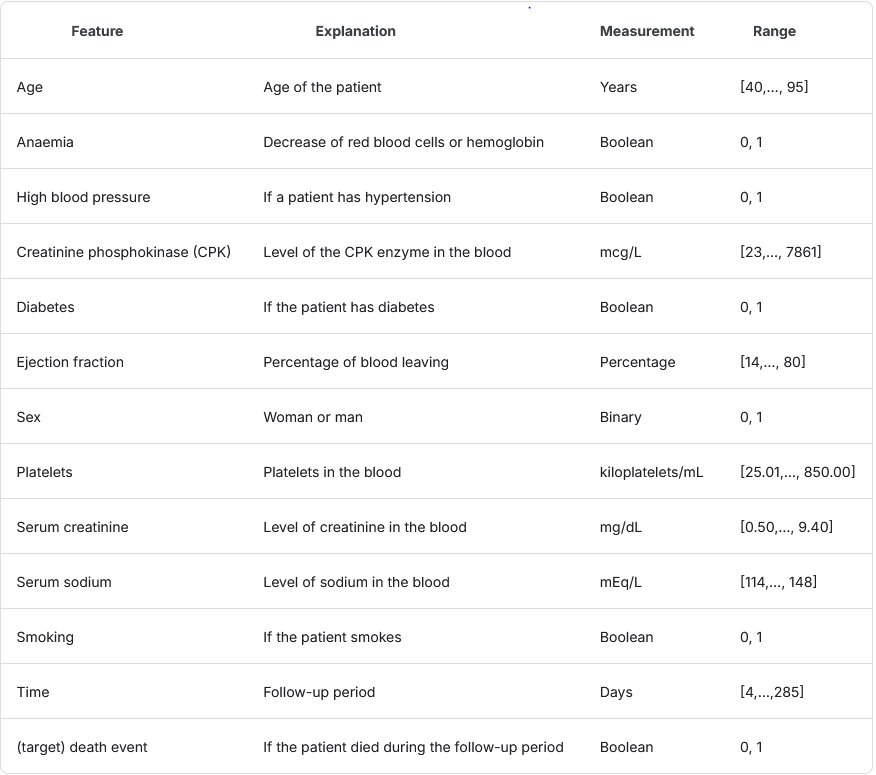 Feature Explanation Measurement Range
Age Age of the patient Years [40,..., 95]
Anaemia Decrease of red blood cells or hemoglobin Boolean 0, 1
High blood pressure If a patient has hypertension Boolean 0, 1
Creatinine phosphokinase (CPK) Level of the CPK enzyme in the blood mcg/L [23,..., 7861]
Diabetes If the patient has diabetes Boolean 0, 1
Ejection fraction Percentage of blood leaving Percentage [14,..., 80]
Sex Woman or man Binary 0, 1
Platelets Platelets in the blood kiloplatelets/mL [25.01,..., 850.00]
Serum creatinine Level of creatinine in the blood mg/dL [0.50,..., 9.40]
Serum sodium Level of sodium in the blood mEq/L [114,..., 148]
Smoking If the patient smokes Boolean 0, 1
Time Follow-up period Days [4,...,285]
(target) death event If the patient died during the follow-up period Boolean 0, 1